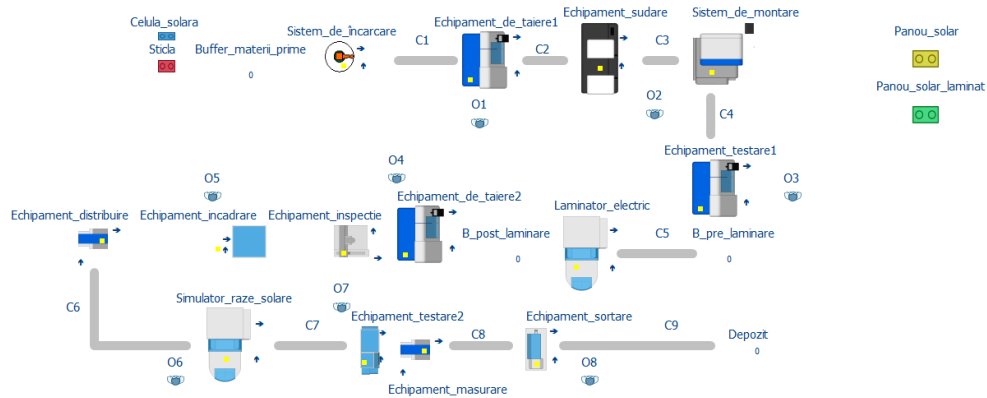 Celula_solara
Sticla
Buffer_materii_prime
0
Sistem_de_încarcare
C1
Echipament_de_taiere1
C2
Echipament_sudare
C3
Sistem_de_montare
Panou_solar
Panou_solar_laminat
O1
O2
C4
Echipament_testare1
O3
O4
O5
Echipament_distribuire
Echipament_incadrare
Echipament_inspectie
Echipament_de_taiere2
B_post_laminare
0
Laminator_electric
C5
B_pre_laminare
0
C6
Simulator_raze_solare
O6
C7
O7
Echipament_testare2
Echipament_masurare
C8
Echipament_sortare
O8
C9
Depozit
0